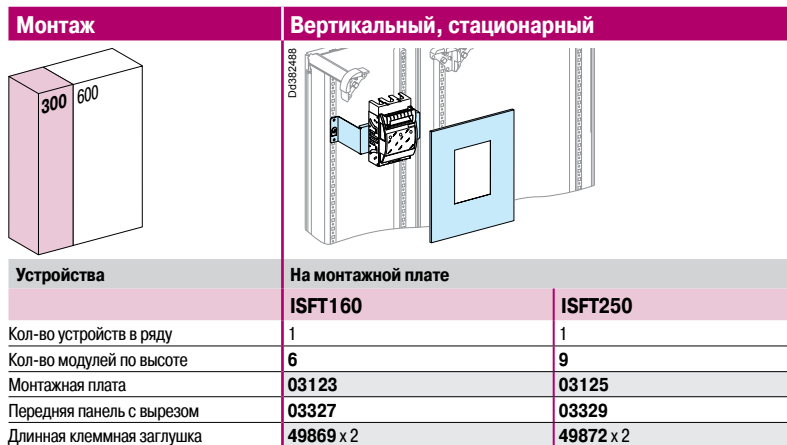 Монтаж Вертикальный, стационарный
300 600
Dd382488
Устройства На монтажной плате
ISFT160 ISFT250
Кол-во устройств в ряду 1 1
Кол-во модулей по высоте 6 9
Монтажная плата 03123 03125
Передняя панель с вырезом 03327 03329
Длинная клеммная заглушка 49869 x 2 49872 x 2